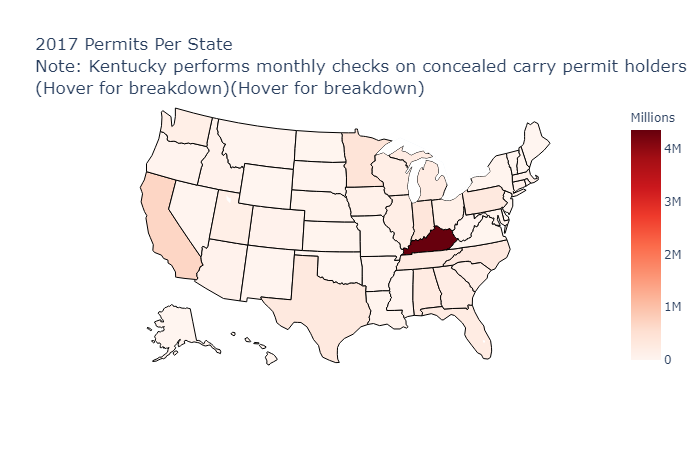 2017 Permits Per State
Note: Kentucky performs monthly checks on concealed carry permit holders
(Hover for breakdown)(Hover for breakdown)
Millions
4M
3M
2M
1M
0